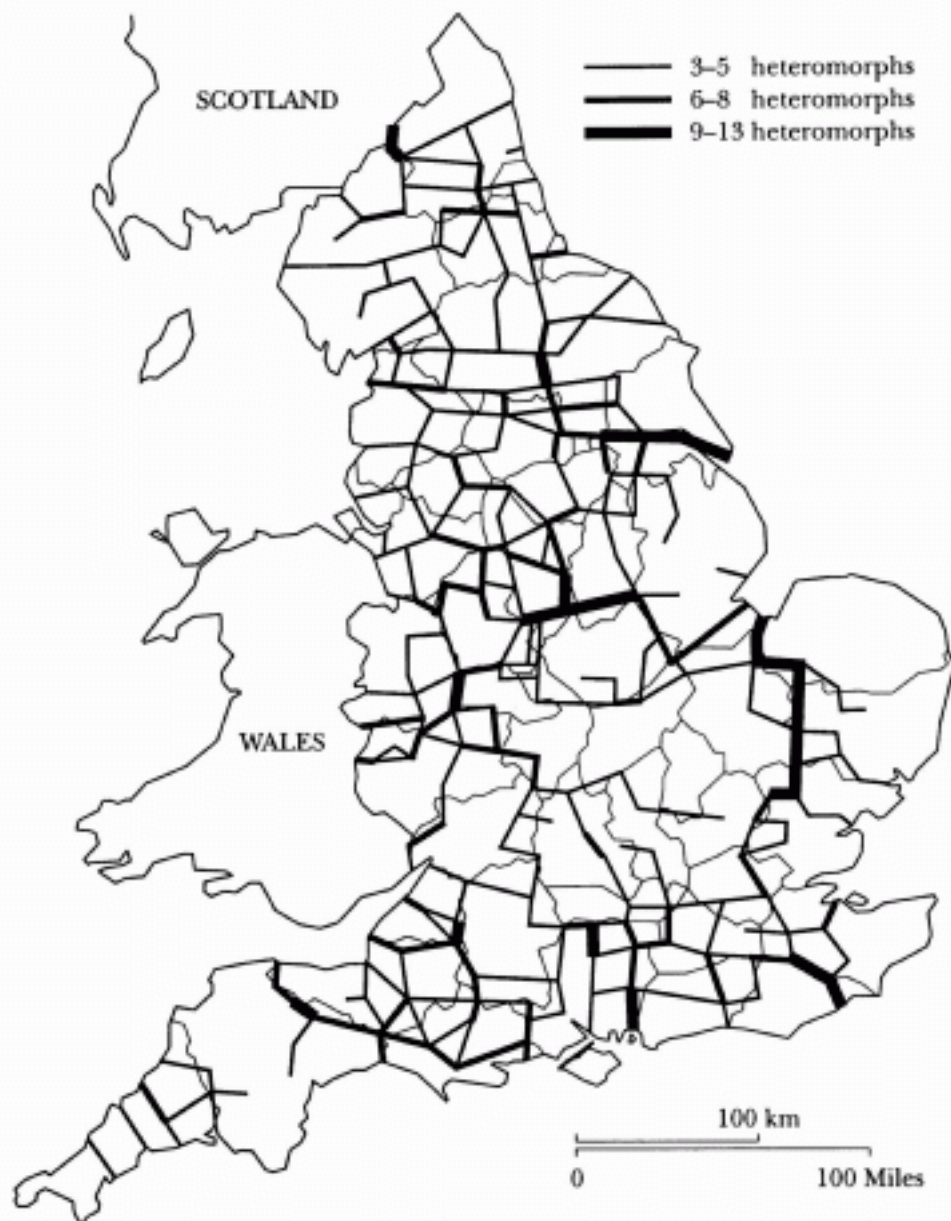 SCOTLAND
3–5 heteromorphs
6–8 heteromorphs
9–13 heteromorphs
WALES
100 km
0 100 Miles